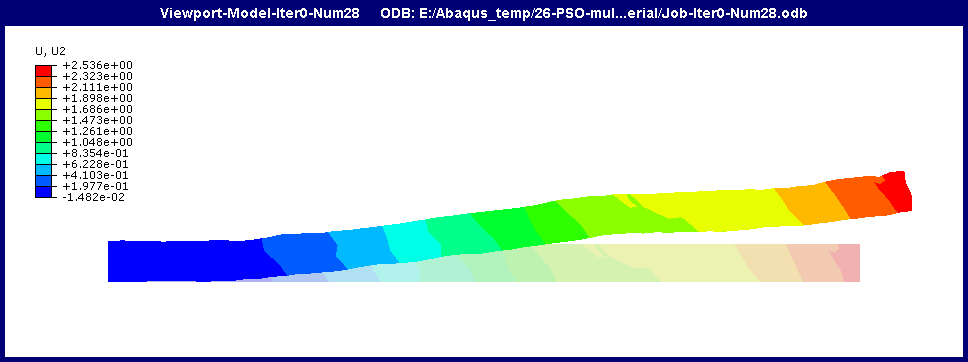 Viewport-Model-Iter0-Num28 ODB: E:/Abaqus_temp/26-PSO-mul...erial/Job-Iter0-Num28.odb
U, U2
+2.536e+00
+2.323e+00
+2.111e+00
+1.898e+00
+1.686e+00
+1.473e+00
+1.261e+00
+1.048e+00
+8.354e-01
+6.228e-01
+4.103e-01
+1.977e-01
-1.482e-02